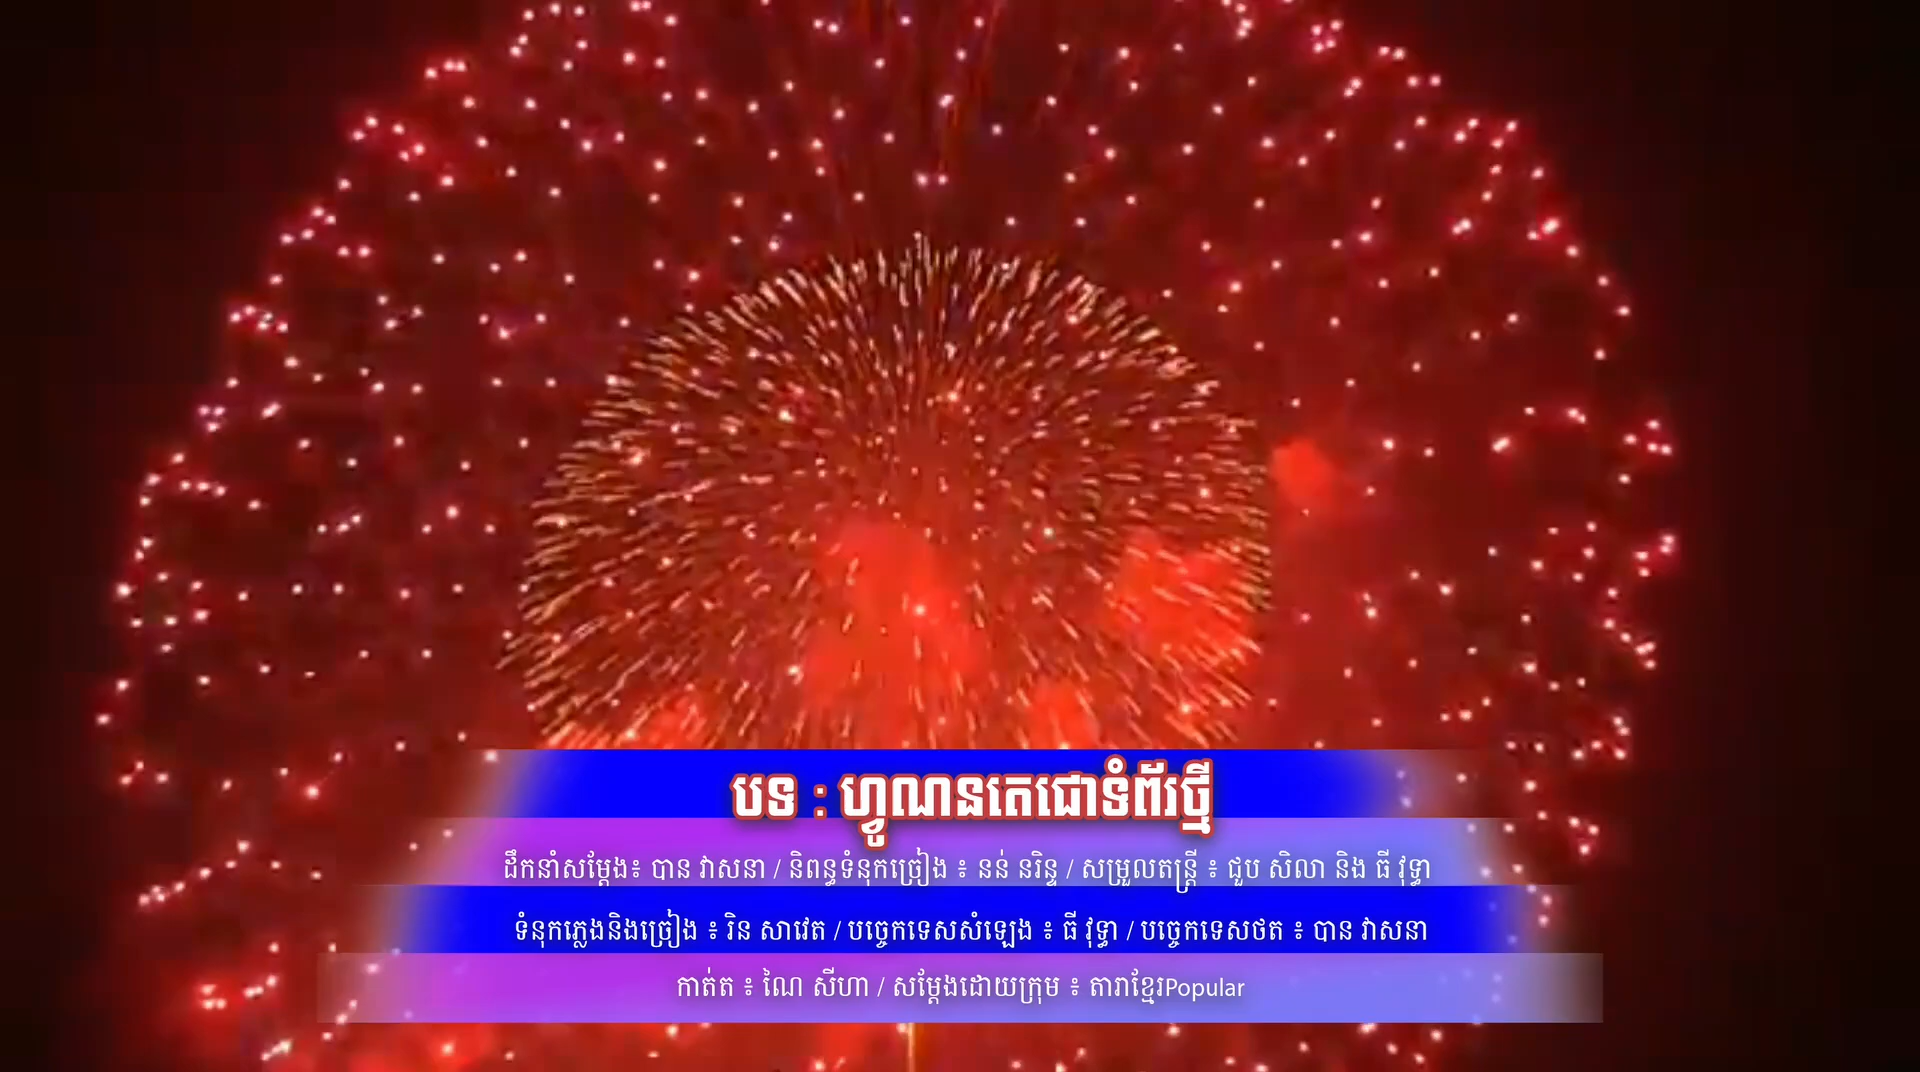 បទ : ហ្វូណនតេជោទំព័រថ្មី
ដឹកនាំសម្តែង៖ បាន វាសនា / និពន្ធទំនុកច្រៀង ៖ នន់ នរិន្ទ / សម្រួលតន្ត្រី ៖ ជួប សិលា និង ធី វុទ្ធា
ទំនុកភ្លេងនិងច្រៀង ៖ រិន សាវេត / បច្ចេកទេសសំឡេង ៖ ធី វុទ្ធា / បច្ចេកទេសថត ៖ បាន វាសនា
កាត់ត ៖ ណៃ សីហា / សម្តែងដោយក្រុម ៖ តារាខ្មែរPopular